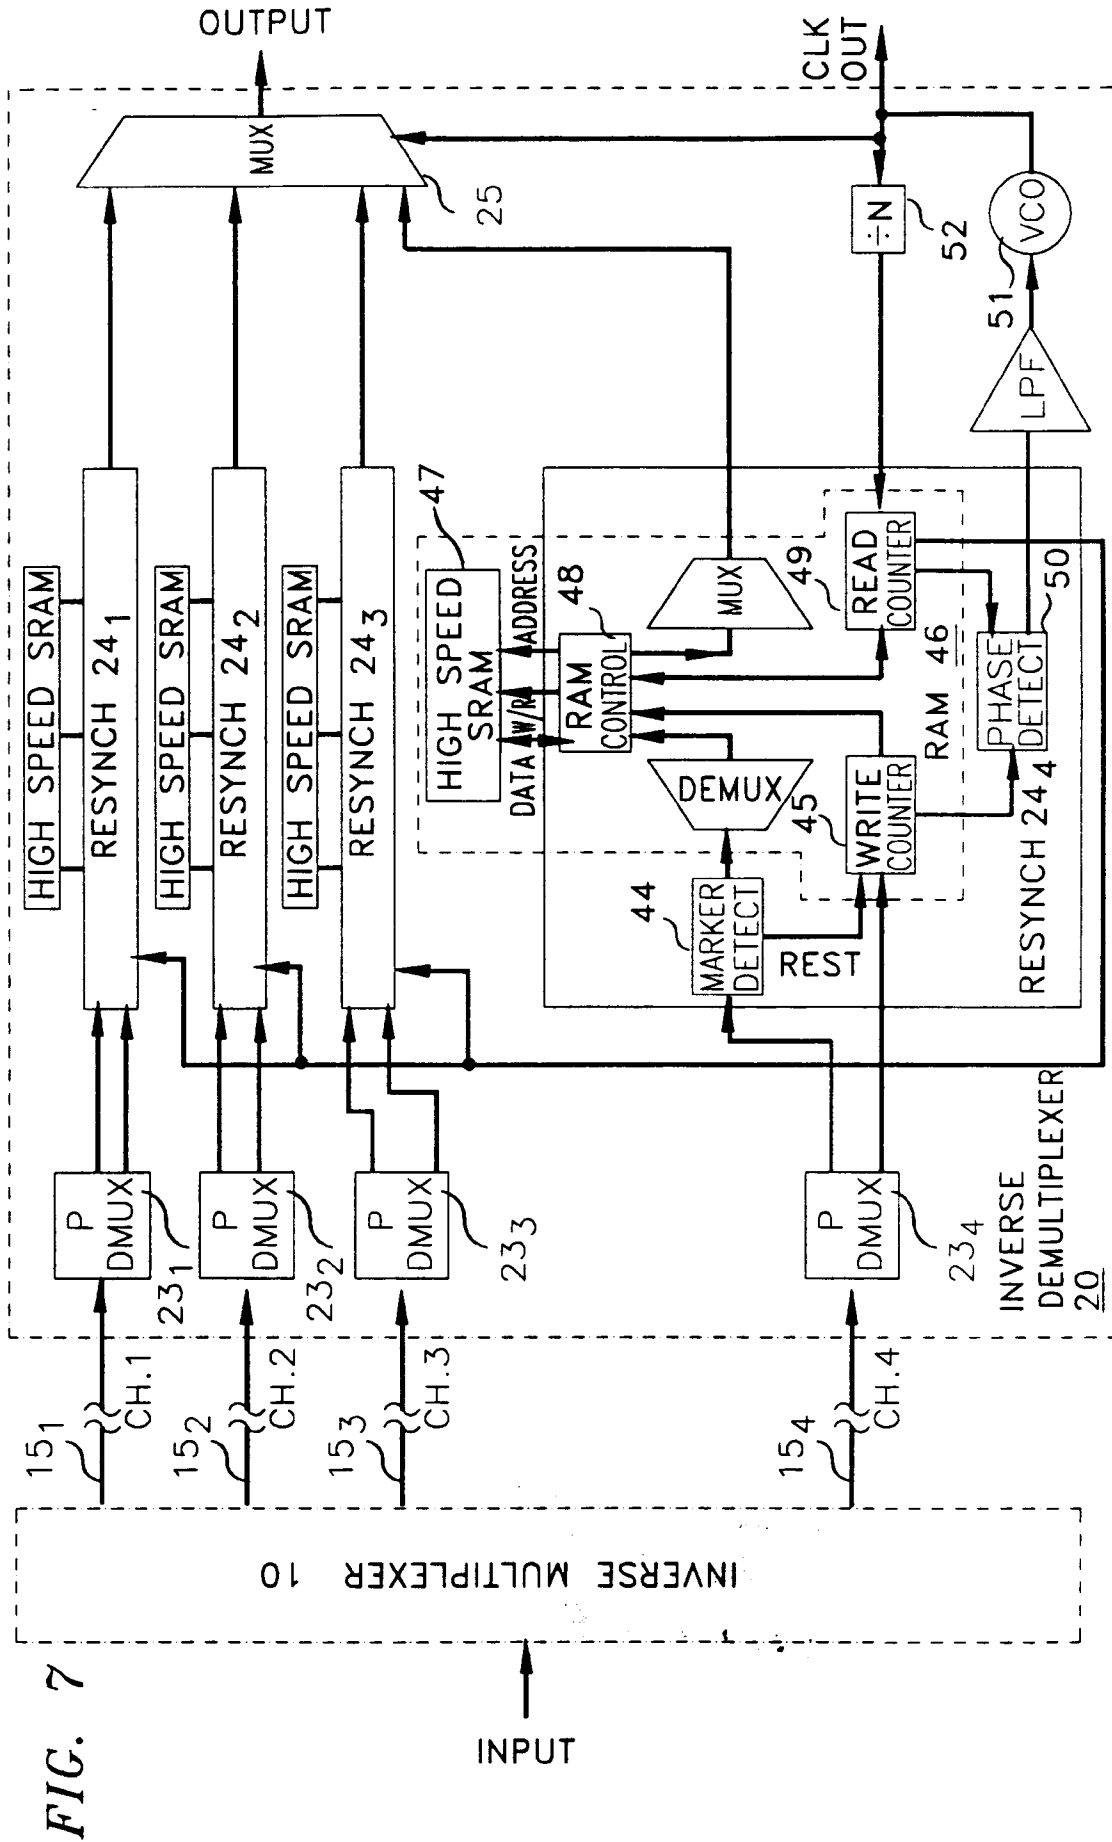 FIG. 7
INPUT
INVERSE MULTIPLEXER 10
15₁
CH.1
15₂
CH.2
15₃
CH.3
15₄
CH.4
P
DMUX
23₁
P
DMUX
23₂
P
DMUX
23₃
P
DMUX
23₄
INVERSE
DEMULTIPLEXER
20
HIGH SPEED SRAM
RESYNCH 24₁
HIGH SPEED SRAM
RESYNCH 24₂
HIGH SPEED SRAM
RESYNCH 24₃
HIGH SPEED
SRAM
47
DATA
W/R
ADDRESS
RAM
CONTROL
48
44
MARKER
DETECT
REST
DEMUX
MUX
45
WRITE
COUNTER
49
READ
COUNTER
RAM 46
PHASE
DETECT
50
RESYNCH 24₄
LPF
51
VCO
÷N
52
MUX
25
OUTPUT
CLK
OUT